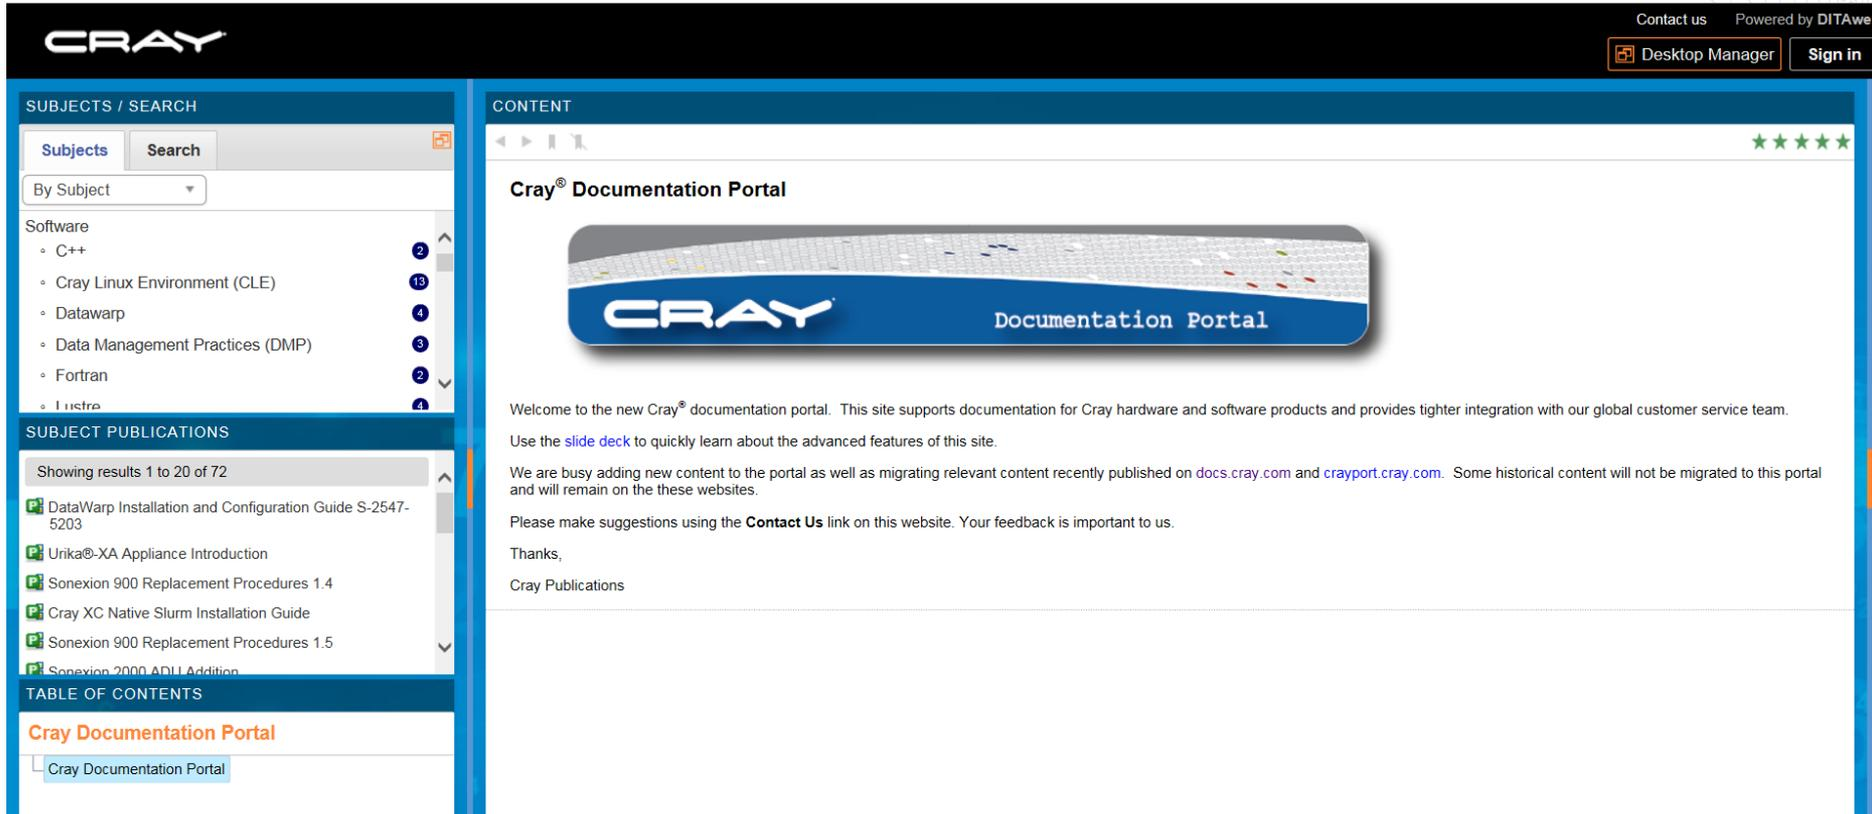 CRAY
Contact us Powered by DITAwe
Desktop Manager Sign in
SUBJECTS / SEARCH
Subjects Search
By Subject
Software
C++ 2
Cray Linux Environment (CLE) 13
Datawarp 4
Data Management Practices (DMP) 3
Fortran 2
Lustre 4
SUBJECT PUBLICATIONS
Showing results 1 to 20 of 72
DataWarp Installation and Configuration Guide S-2547-
5203
Urika®-XA Appliance Introduction
Sonexion 900 Replacement Procedures 1.4
Cray XC Native Slurm Installation Guide
Sonexion 900 Replacement Procedures 1.5
Sonexion 2000 ADU Addition
TABLE OF CONTENTS
Cray Documentation Portal
Cray Documentation Portal
CONTENT
Cray® Documentation Portal
CRAY
Documentation Portal
Welcome to the new Cray® documentation portal. This site supports documentation for Cray hardware and software products and provides tighter integration with our global customer service team.
Use the slide deck to quickly learn about the advanced features of this site.
We are busy adding new content to the portal as well as migrating relevant content recently published on docs.cray.com and crayport.cray.com. Some historical content will not be migrated to this portal
and will remain on the these websites.
Please make suggestions using the Contact Us link on this website. Your feedback is important to us.
Thanks,
Cray Publications